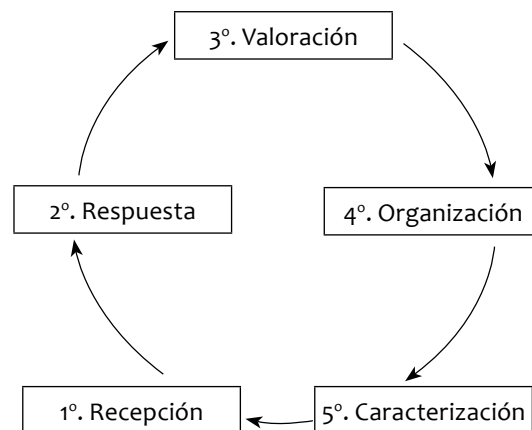 3º. Valoración
2º. Respuesta
4º. Organización
1º. Recepción
5º. Caracterización